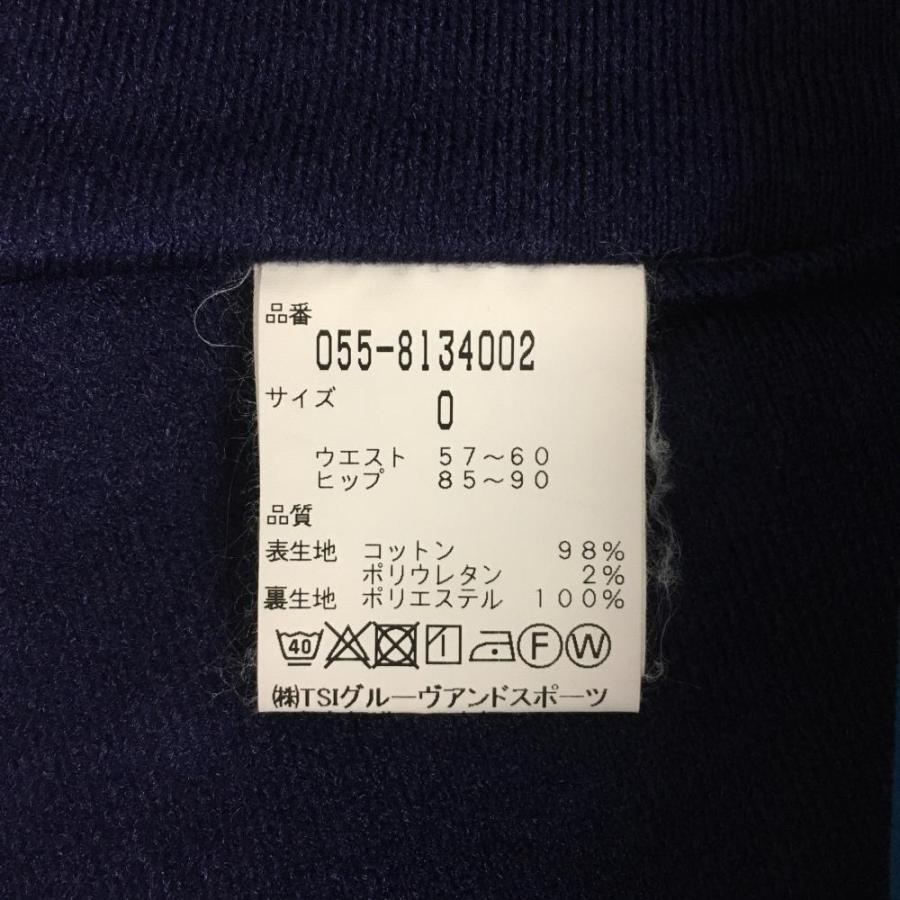 品番
055-8134002
サイズ 0
ウエスト 57～60
ヒップ 85～90
品質
表生地 コットン 98%
ポリウレタン 2%
裏生地 ポリエステル 100%
40 F W
㈱TSIグルーヴアンドスポーツ